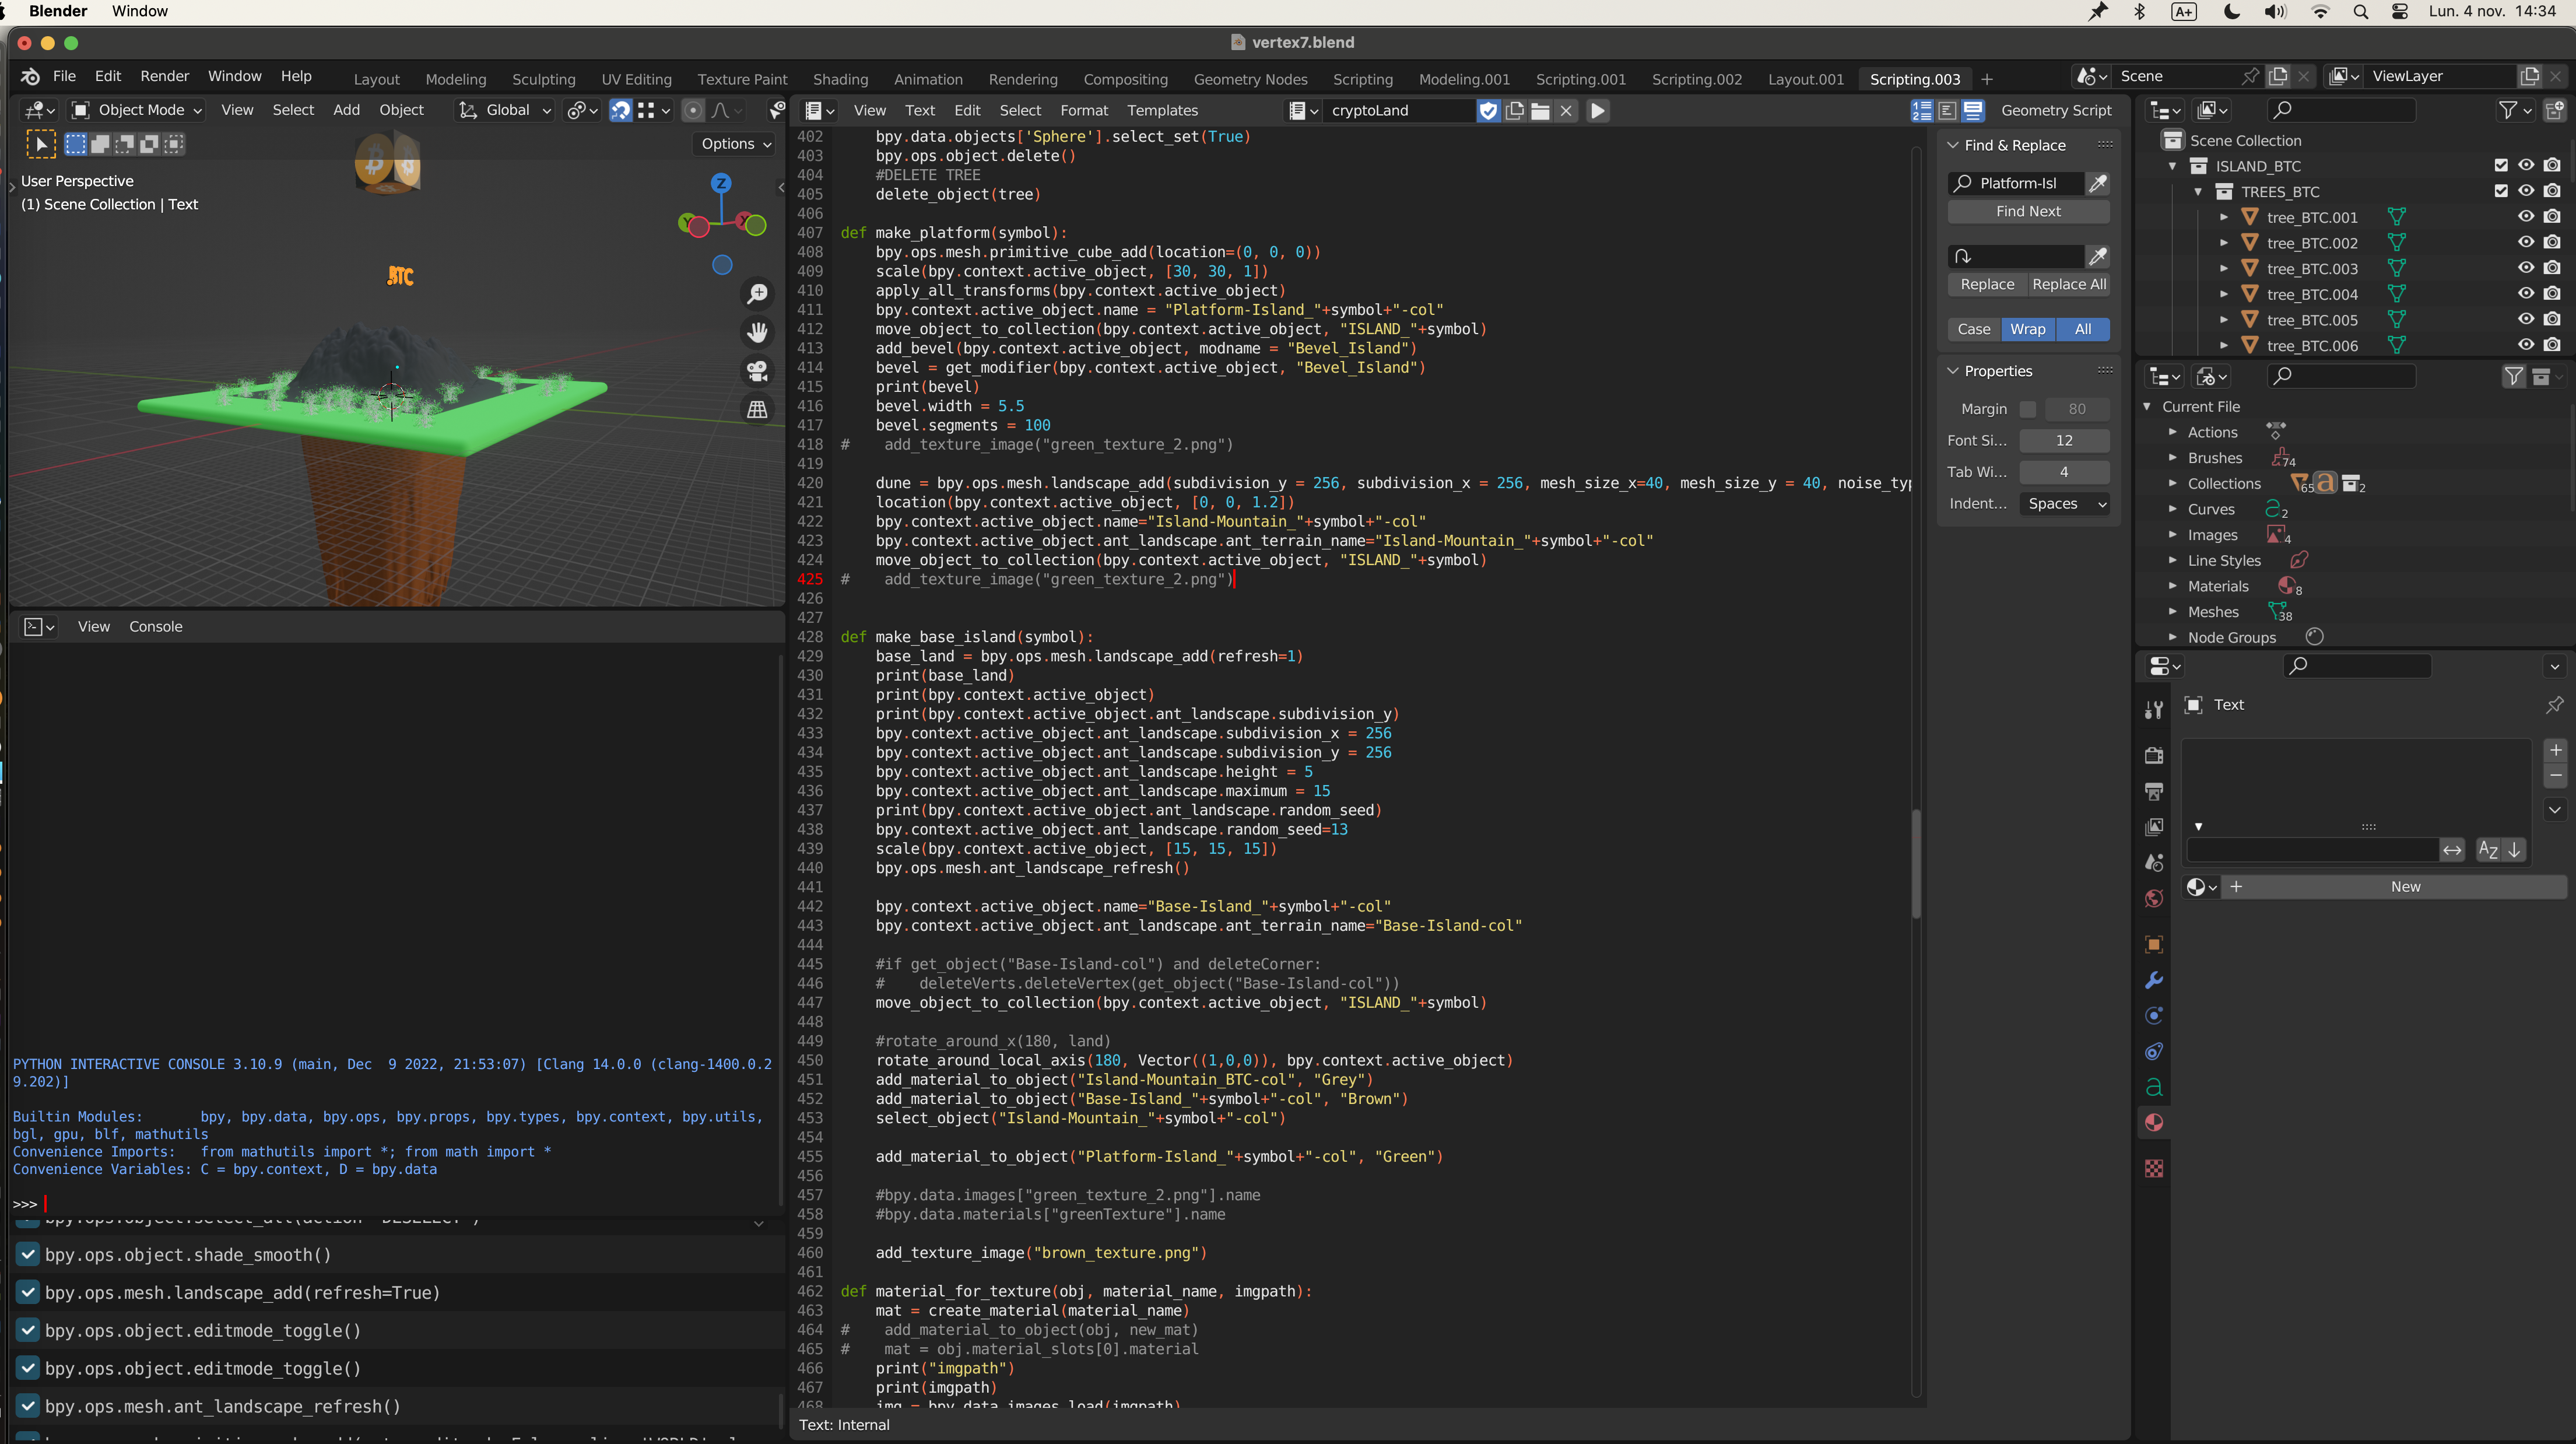 Blender Window
A+ Lun. 4 nov. 14:34
vertex7.blend
File Edit Render Window Help
Layout Modeling Sculpting UV Editing Texture Paint Shading Animation Rendering Compositing Geometry Nodes Scripting Modeling.001 Scripting.001 Scripting.002 Layout.001 Scripting.003 +
Scene
ViewLayer
Object Mode View Select Add Object Global
Options
User Perspective
(1) Scene Collection | Text
Z
BTC
View Console
PYTHON INTERACTIVE CONSOLE 3.10.9 (main, Dec  9 2022, 21:53:07) [Clang 14.0.0 (clang-1400.0.2
9.202)]
Builtin Modules:       bpy, bpy.data, bpy.ops, bpy.props, bpy.types, bpy.context, bpy.utils,
bgl, gpu, blf, mathutils
Convenience Imports:   from mathutils import *; from math import *
Convenience Variables: C = bpy.context, D = bpy.data
>>>
bpy.ops.object.shade_smooth()
bpy.ops.mesh.landscape_add(refresh=True)
bpy.ops.object.editmode_toggle()
bpy.ops.object.editmode_toggle()
bpy.ops.mesh.ant_landscape_refresh()
View Text Edit Select Format Templates cryptoLand
Geometry Script
402     bpy.data.objects['Sphere'].select_set(True)
403     bpy.ops.object.delete()
404     #DELETE TREE
405     delete_object(tree)
406
407 def make_platform(symbol):
408     bpy.ops.mesh.primitive_cube_add(location=(0, 0, 0))
409     scale(bpy.context.active_object, [30, 30, 1])
410     apply_all_transforms(bpy.context.active_object)
411     bpy.context.active_object.name = "Platform-Island_"+symbol+"-col"
412     move_object_to_collection(bpy.context.active_object, "ISLAND_"+symbol)
413     add_bevel(bpy.context.active_object, modname = "Bevel_Island")
414     bevel = get_modifier(bpy.context.active_object, "Bevel_Island")
415     print(bevel)
416     bevel.width = 5.5
417     bevel.segments = 100
418 #    add_texture_image("green_texture_2.png")
419
420     dune = bpy.ops.mesh.landscape_add(subdivision_y = 256, subdivision_x = 256, mesh_size_x=40, mesh_size_y = 40, noise_typ
421     location(bpy.context.active_object, [0, 0, 1.2])
422     bpy.context.active_object.name="Island-Mountain_"+symbol+"-col"
423     bpy.context.active_object.ant_landscape.ant_terrain_name="Island-Mountain_"+symbol+"-col"
424     move_object_to_collection(bpy.context.active_object, "ISLAND_"+symbol)
425 #    add_texture_image("green_texture_2.png")
426
427
428 def make_base_island(symbol):
429     base_land = bpy.ops.mesh.landscape_add(refresh=1)
430     print(base_land)
431     print(bpy.context.active_object)
432     print(bpy.context.active_object.ant_landscape.subdivision_y)
433     bpy.context.active_object.ant_landscape.subdivision_x = 256
434     bpy.context.active_object.ant_landscape.subdivision_y = 256
435     bpy.context.active_object.ant_landscape.height = 5
436     bpy.context.active_object.ant_landscape.maximum = 15
437     print(bpy.context.active_object.ant_landscape.random_seed)
438     bpy.context.active_object.ant_landscape.random_seed=13
439     scale(bpy.context.active_object, [15, 15, 15])
440     bpy.ops.mesh.ant_landscape_refresh()
441
442     bpy.context.active_object.name="Base-Island_"+symbol+"-col"
443     bpy.context.active_object.ant_landscape.ant_terrain_name="Base-Island-col"
444
445     #if get_object("Base-Island-col") and deleteCorner:
446     #    deleteVerts.deleteVertex(get_object("Base-Island-col"))
447     move_object_to_collection(bpy.context.active_object, "ISLAND_"+symbol)
448
449     #rotate_around_x(180, land)
450     rotate_around_local_axis(180, Vector((1,0,0)), bpy.context.active_object)
451     add_material_to_object("Island-Mountain_BTC-col", "Grey")
452     add_material_to_object("Base-Island_"+symbol+"-col", "Brown")
453     select_object("Island-Mountain_"+symbol+"-col")
454
455     add_material_to_object("Platform-Island_"+symbol+"-col", "Green")
456
457     #bpy.data.images["green_texture_2.png"].name
458     #bpy.data.materials["greenTexture"].name
459
460     add_texture_image("brown_texture.png")
461
462 def material_for_texture(obj, material_name, imgpath):
463     mat = create_material(material_name)
464 #    add_material_to_object(obj, new_mat)
465 #    mat = obj.material_slots[0].material
466     print("imgpath")
467     print(imgpath)
468     img = bpy.data.images.load(imgpath)
Text: Internal
Find & Replace
Platform-Isl
Find Next
Replace Replace All
Case Wrap All
Properties
Margin 80
Font Si... 12
Tab Wi... 4
Indent... Spaces
Scene Collection
ISLAND_BTC
TREES_BTC
tree_BTC.001
tree_BTC.002
tree_BTC.003
tree_BTC.004
tree_BTC.005
tree_BTC.006
Current File
Actions
Brushes 74
Collections 65 2
Curves 2
Images 4
Line Styles
Materials 8
Meshes 38
Node Groups
Text
New